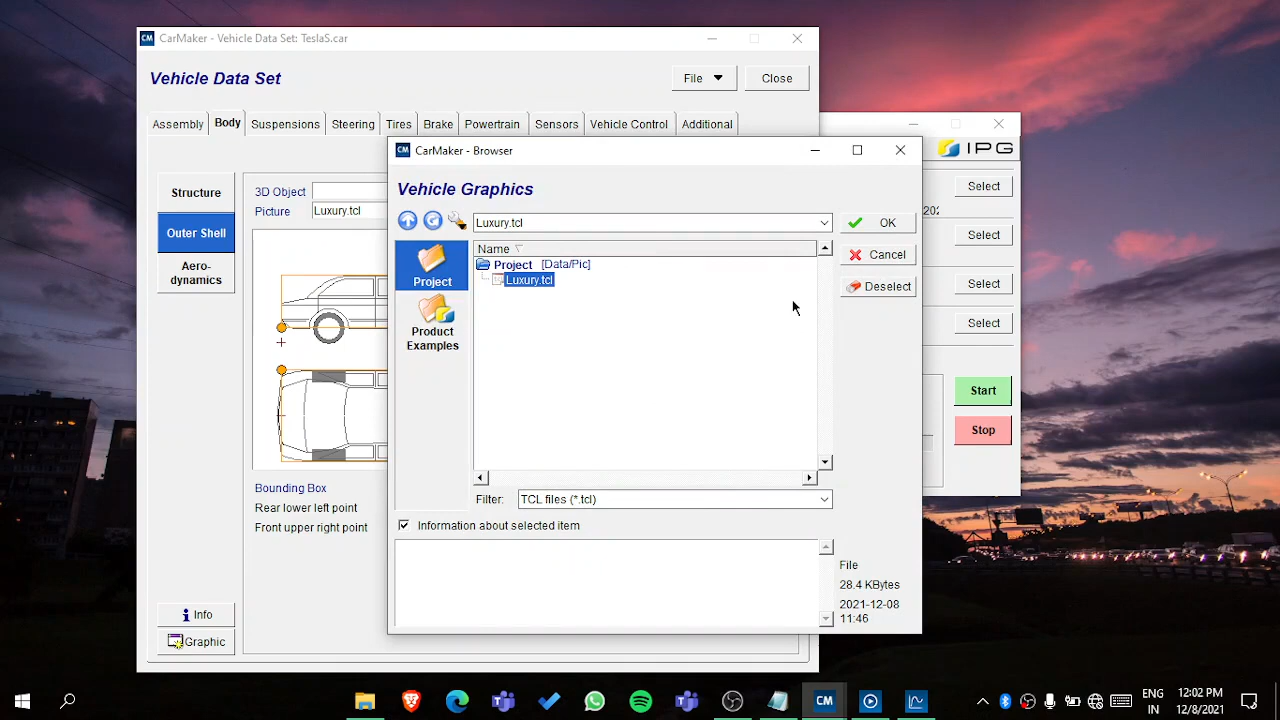 CM CarMaker - Vehicle Data Set: TeslaS.car
Vehicle Data Set
File
Close
Assembly Body Suspensions Steering Tires Brake Powertrain Sensors Vehicle Control Additional
Structure
Outer Shell
Aero-
dynamics
3D Object
Picture Luxury.tcl
Bounding Box
Rear lower left point
Front upper right point
Info
Graphic
CM CarMaker - Browser
Vehicle Graphics
Luxury.tcl
OK
Cancel
Deselect
Project
Product
Examples
Name
Project [Data/Pic]
Luxury.tcl
Filter: TCL files (*.tcl)
Information about selected item
File
28.4 KBytes
2021-12-08
11:46
IPG
Select
Select
Select
Select
Start
Stop
CM
ENG
IN
12:02 PM
12/8/2021